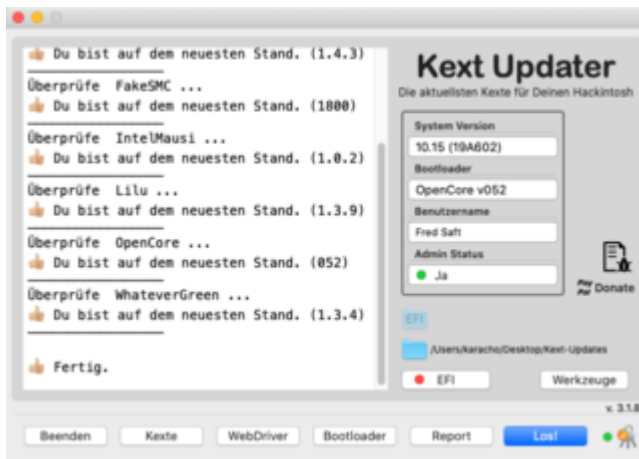 👍 Du bist auf dem neuesten Stand. (1.4.3)
Überprüfe FakeSMC ...
👍 Du bist auf dem neuesten Stand. (1800)
Überprüfe IntelMausi ...
👍 Du bist auf dem neuesten Stand. (1.0.2)
Überprüfe Lilu ...
👍 Du bist auf dem neuesten Stand. (1.3.9)
Überprüfe OpenCore ...
👍 Du bist auf dem neuesten Stand. (052)
Überprüfe WhateverGreen ...
👍 Du bist auf dem neuesten Stand. (1.3.4)
👍 Fertig.
Kext Updater
Die aktuellsten Kexte für Deinen Hackintosh
System Version
10.15 (19A602)
Bootloader
OpenCore v052
Benutzername
Fred Saft
Admin Status
Ja
Pay Pal Donate
EFI
/Users/karacho/Desktop/Kext-Updates
EFI
Werkzeuge
v. 3.1.8
Beenden
Kexte
WebDriver
Bootloader
Report
Los!